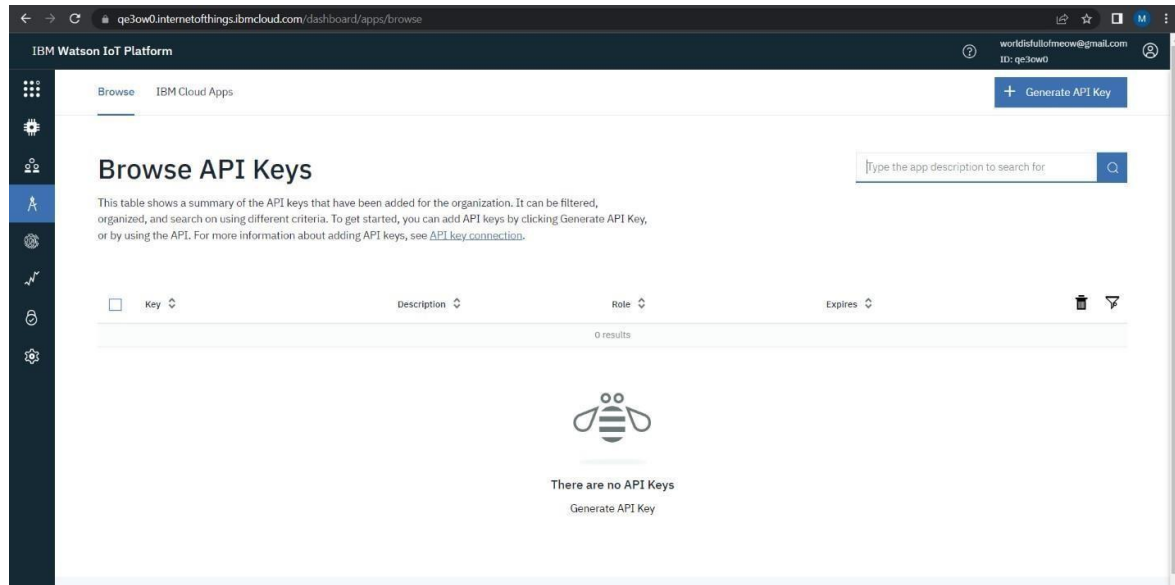 qe3ow0.internetofthings.ibmcloud.com/dashboard/apps/browse
M
IBM Watson IoT Platform
worldisfullofmeow@gmail.com
ID: qe3ow0
Browse IBM Cloud Apps
+ Generate API Key
Browse API Keys
Type the app description to search for
This table shows a summary of the API keys that have been added for the organization. It can be filtered,
organized, and search on using different criteria. To get started, you can add API keys by clicking Generate API Key,
or by using the API. For more information about adding API keys, see API key connection.
Key Description Role Expires
0 results
There are no API Keys
Generate API Key